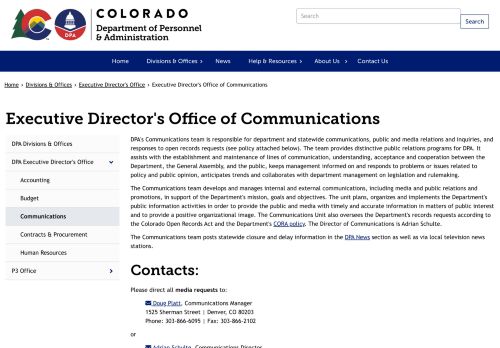 COLORADO
Department of Personnel
& Administration
DPA
Search
Search
Home
Divisions & Offices ›
News
Help & Resources ›
About Us ›
Contact Us
Home › Divisions & Offices › Executive Director's Office › Executive Director's Office of Communications
Executive Director's Office of Communications
DPA Divisions & Offices
DPA Executive Director's Office
Accounting
Budget
Communications
Contracts & Procurement
Human Resources
P3 Office
DPA's Communications team is responsible for department and statewide communications, public and media relations and inquiries, and
responses to open records requests (see policy attached below). The team provides distinctive public relations programs for DPA. It
assists with the establishment and maintenance of lines of communication, understanding, acceptance and cooperation between the
Department, the General Assembly, and the public, keeps management informed on and responds to problems or issues related to
policy and public opinion, anticipates trends and collaborates with department management on legislation and rulemaking.
The Communications team develops and manages internal and external communications, including media and public relations and
promotions, in support of the Department's mission, goals and objectives. The unit plans, organizes and implements the Department's
public information activities in order to provide the public and media with timely and accurate information in matters of public interest
and to provide a positive organizational image. The Communications Unit also oversees the Department's records requests according to
the Colorado Open Records Act and the Department's CORA policy. The Director of Communications is Adrian Schulte.
The Communications team posts statewide closure and delay information in the DPA News section as well as via local television news
stations.
Contacts:
Please direct all media requests to:
Doug Platt, Communications Manager
1525 Sherman Street | Denver, CO 80203
Phone: 303-866-6095 | Fax: 303-866-2102
or
Adrian Schulte, Communications Director